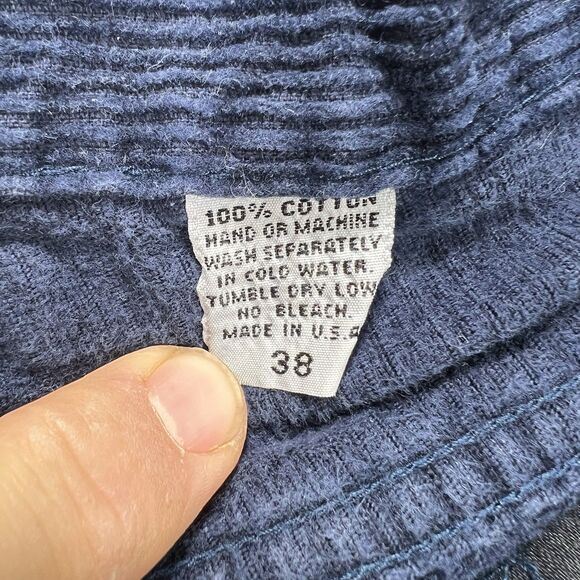 100% COTTON
HAND OR MACHINE
WASH SEPARATELY
IN COLD WATER.
TUMBLE DRY LOW
NO BLEACH.
MADE IN U.S.A
38